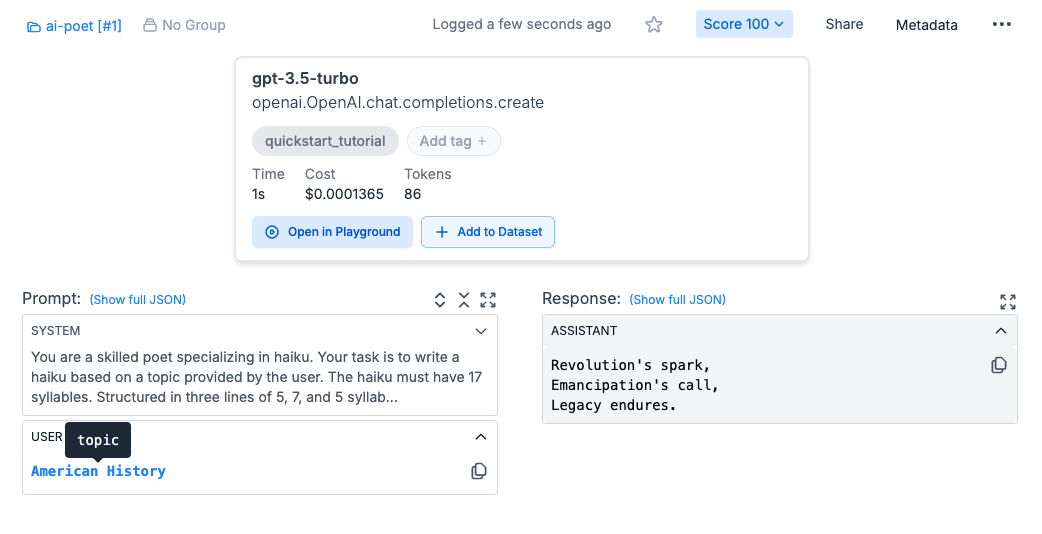 ai-poet [#1] No Group Logged a few seconds ago Score 100 Share Metadata
gpt-3.5-turbo
openai.OpenAI.chat.completions.create
quickstart_tutorial Add tag +
Time Cost Tokens
1s $0.0001365 86
Open in Playground + Add to Dataset
Prompt: (Show full JSON)
SYSTEM
You are a skilled poet specializing in haiku. Your task is to write a
haiku based on a topic provided by the user. The haiku must have 17
syllables. Structured in three lines of 5, 7, and 5 syllab...
USER
topic
American History
Response: (Show full JSON)
ASSISTANT
Revolution's spark,
Emancipation's call,
Legacy endures.